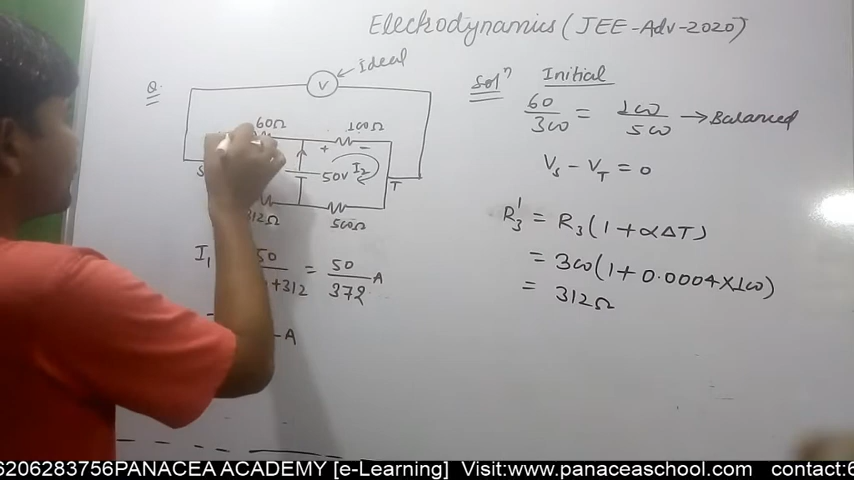 Electrodynamics (JEE-Adv-2020)
Q.
V
Ideal
60Ω
100Ω
+
-
50V
I2
S
T
312Ω
500Ω
I1
50
+312
= 50/372 A
A
Solⁿ Initial
60/300 = 100/500 → Balanced
Vs - VT = 0
R3' = R3(1+αΔT)
= 300(1+0.0004×100)
= 312Ω
6206283756PANACEA ACADEMY [e-Learning] Visit:www.panaceaschool.com contact:6